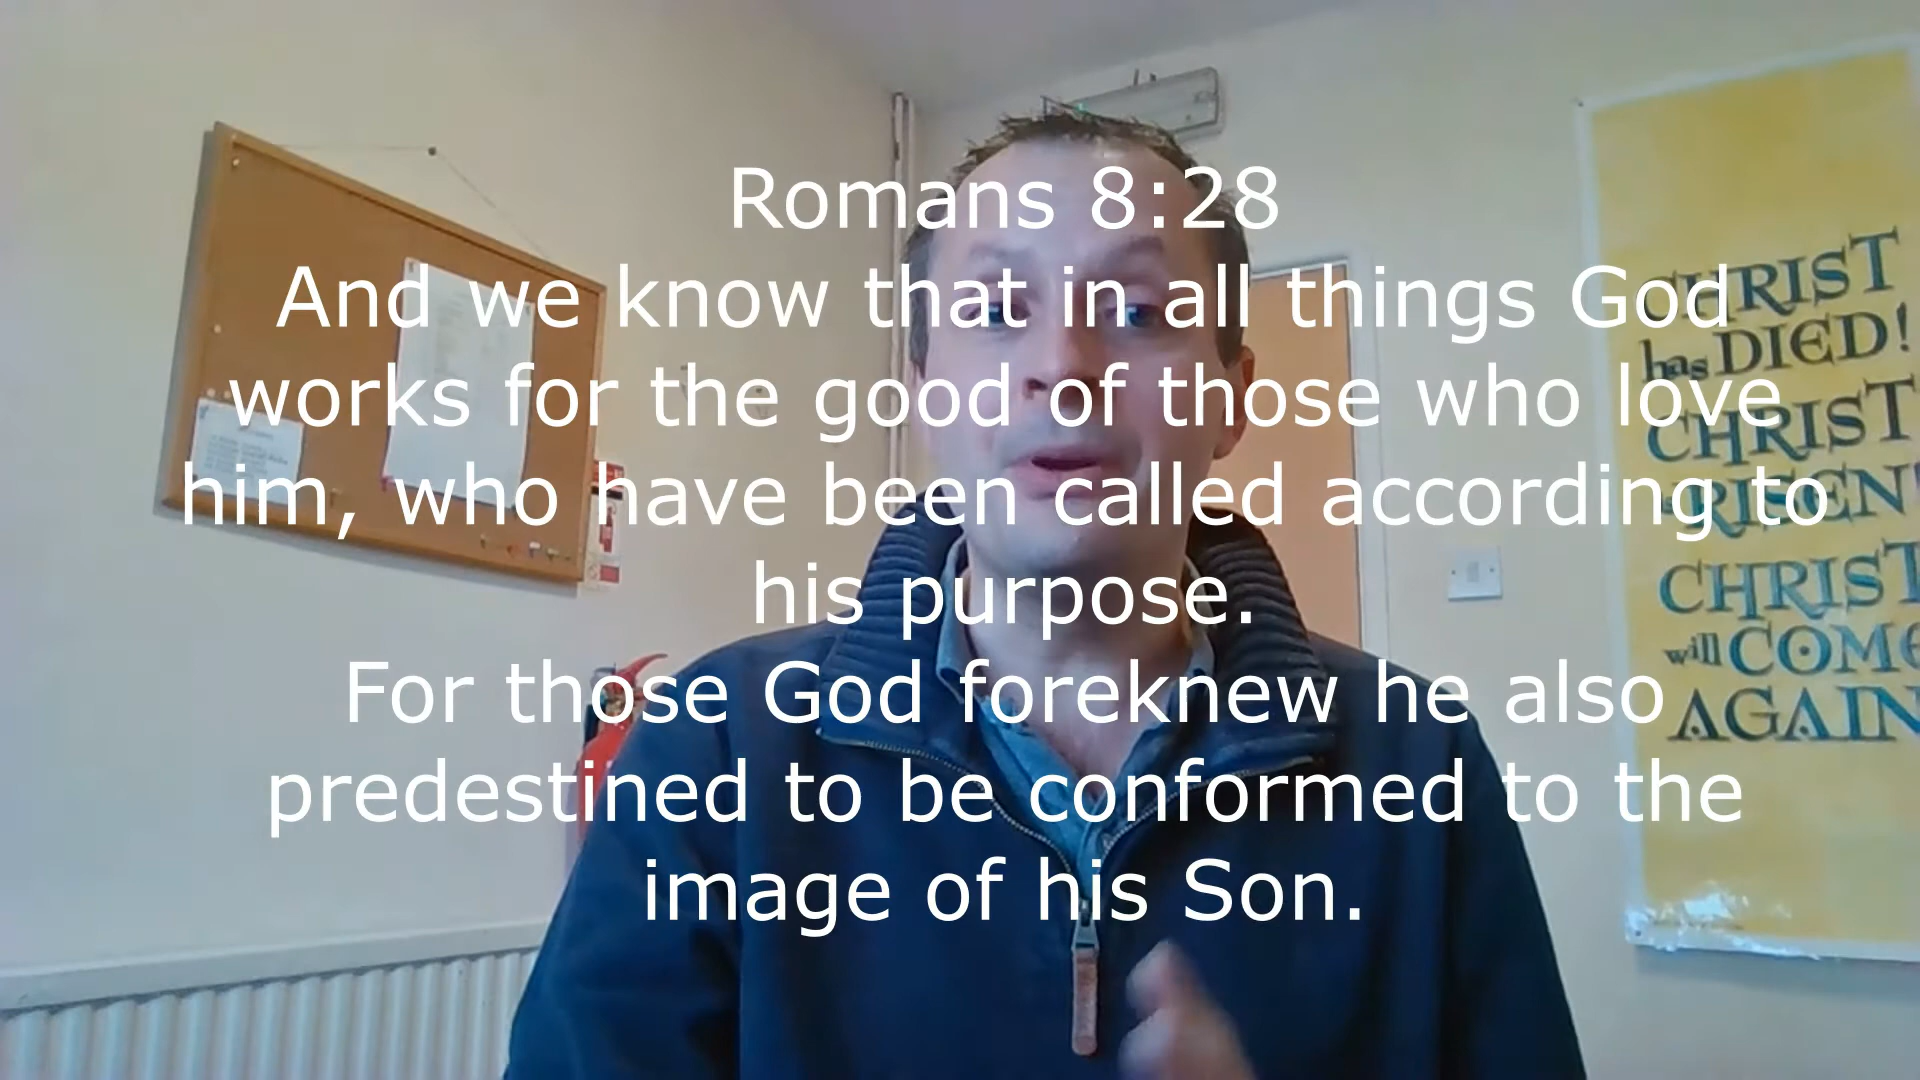 Romans 8:28
And we know that in all things God
works for the good of those who love
him, who have been called according to
his purpose.
For those God foreknew he also
predestined to be conformed to the
image of his Son.
CHRIST
has DIED!
CHRIST
RISEN!
CHRIST
will COME
AGAIN